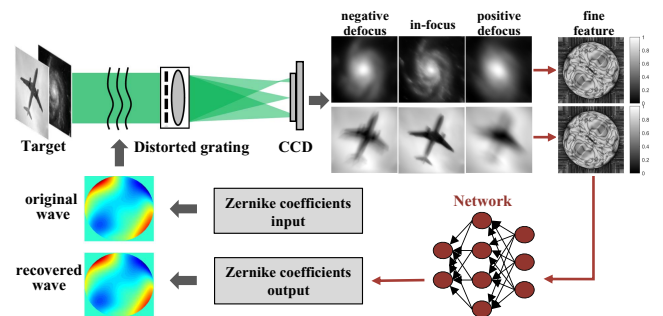 negative defocus
in-focus
positive defocus
fine feature
1
0.8
0.6
0.4
0.2
0
1
0.8
0.6
0.4
0.2
0
Target
Distorted grating
CCD
original wave
Zernike coefficients input
Network
recovered wave
Zernike coefficients output